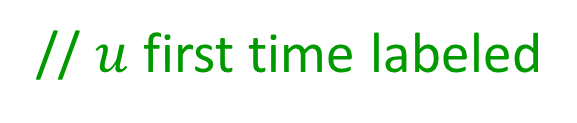 // 𝑢 first time labeled